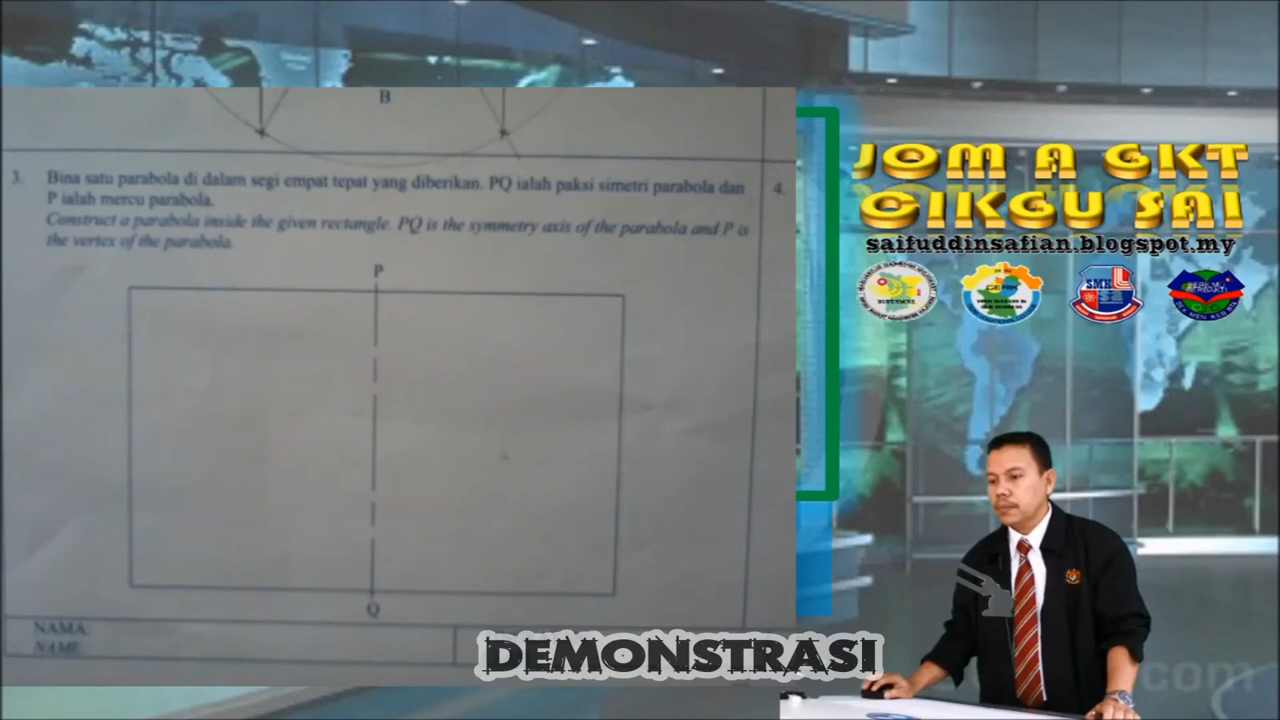 B
3. Bina satu parabola di dalam segi empat tepat yang diberikan. PQ ialah paksi simetri parabola dan
P ialah mercu parabola.
Construct a parabola inside the given rectangle. PQ is the symmetry axis of the parabola and P is
the vertex of the parabola.
4.
P
Q
NAMA:
NAME
DEMONSTRASI
JOM A GKT
CIKGU SAI
saifuddinsafian.blogspot.my
SMK
.com